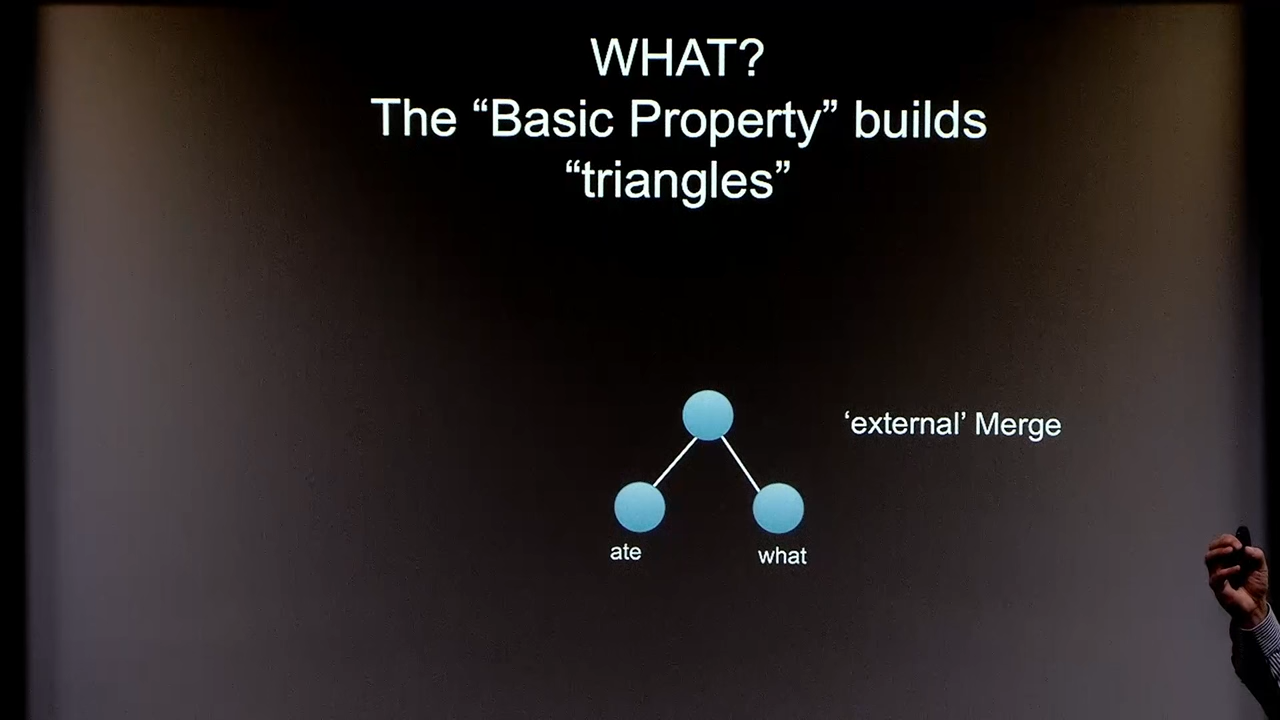 WHAT?
The “Basic Property” builds
“triangles”
‘external’ Merge
ate
what